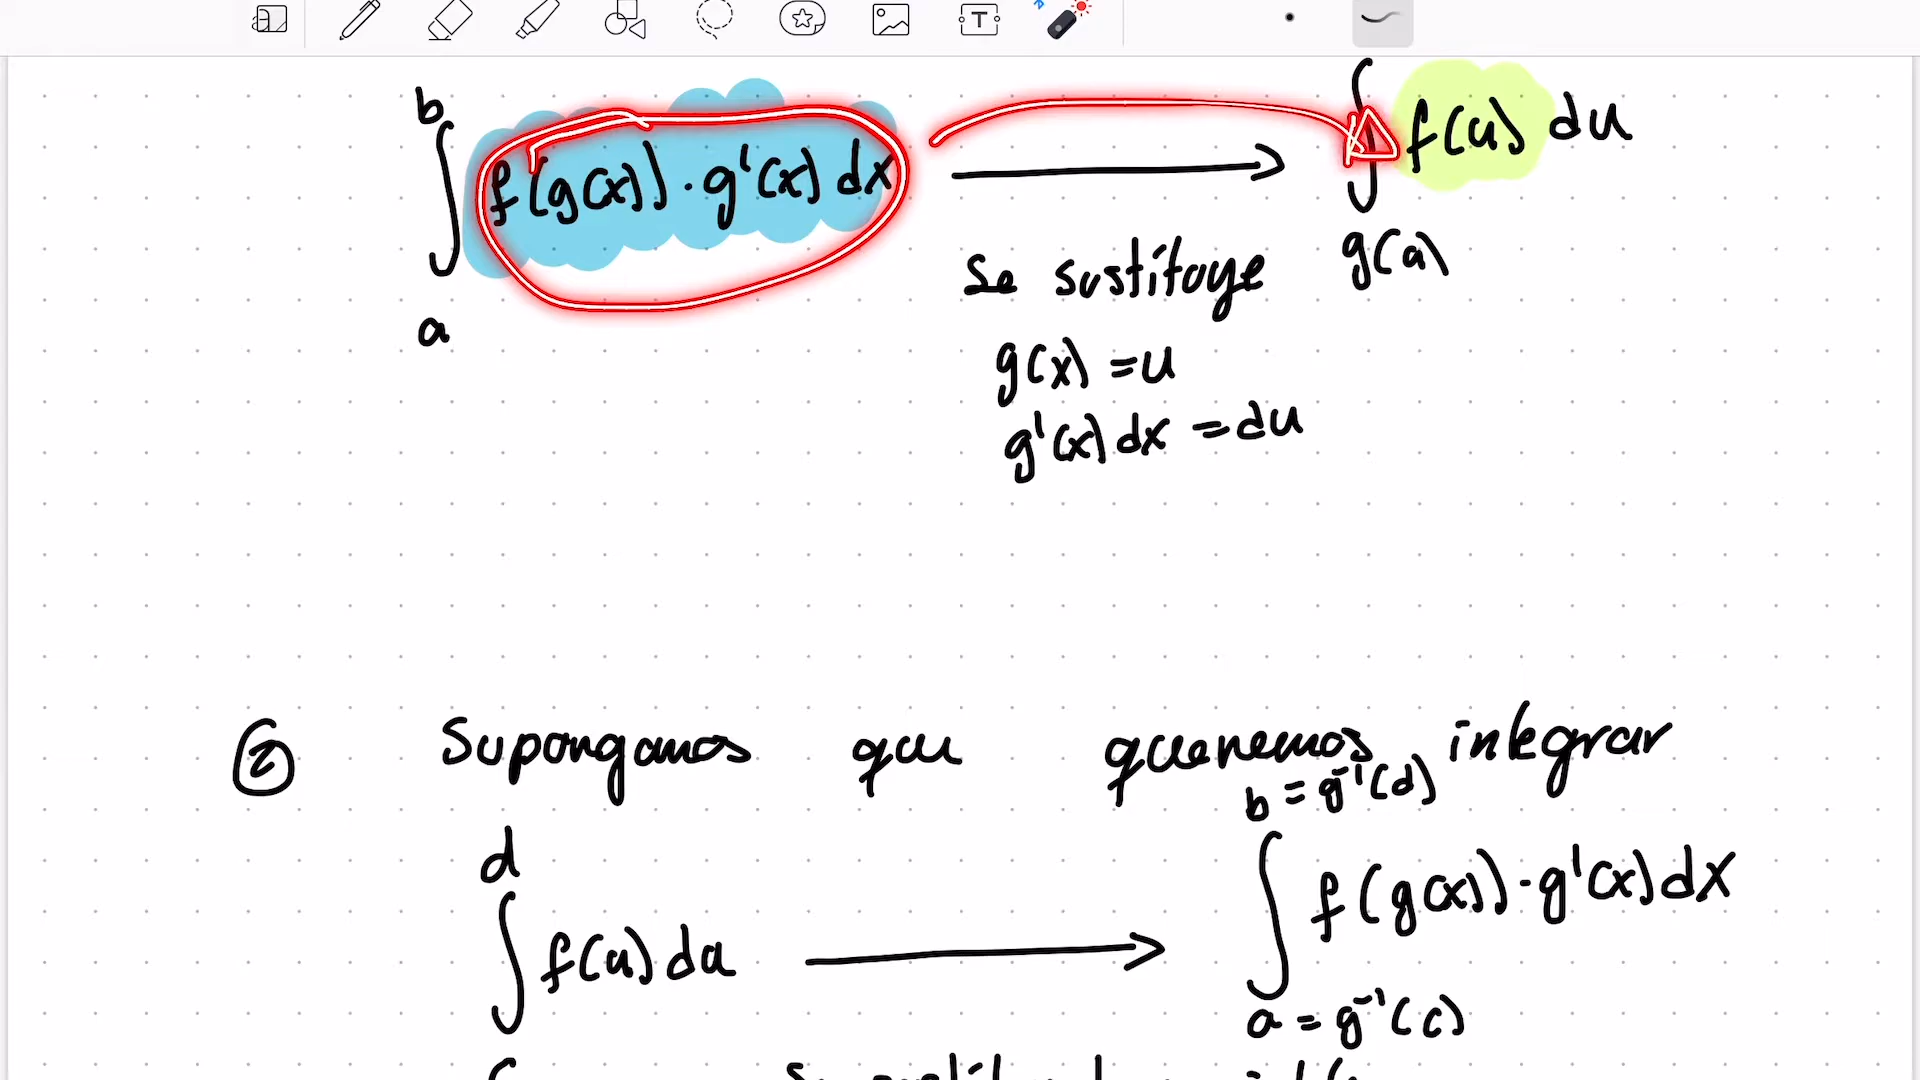 b
∫ f(g(x)) · g'(x) dx ⟶ ∫ f(u) du
a
g(a)
Se sustituye
g(x) = u
g'(x) dx = du
② Supongamos que queremos integrar
d
∫ f(u) du ⟶
b = g⁻¹(d)
∫ f(g(x)) · g'(x) dx
a = g⁻¹(c)